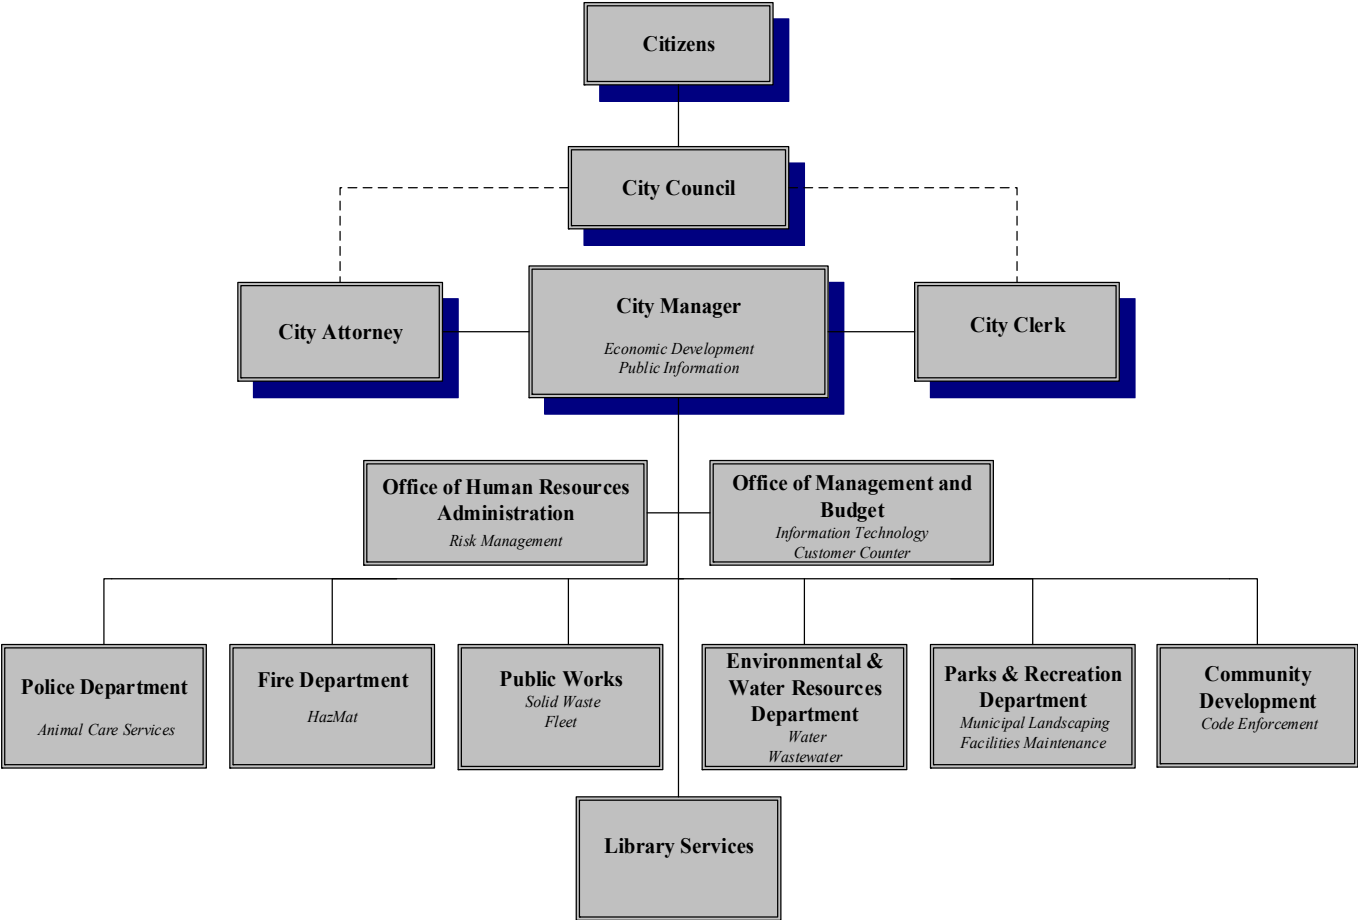 Citizens
City Council
City Attorney
City Manager
Economic Development
Public Information
City Clerk
Office of Human Resources
Administration
Risk Management
Office of Management and
Budget
Information Technology
Customer Counter
Police Department
Animal Care Services
Fire Department
HazMat
Public Works
Solid Waste
Fleet
Environmental &
Water Resources
Department
Water
Wastewater
Parks & Recreation
Department
Municipal Landscaping
Facilities Maintenance
Community
Development
Code Enforcement
Library Services